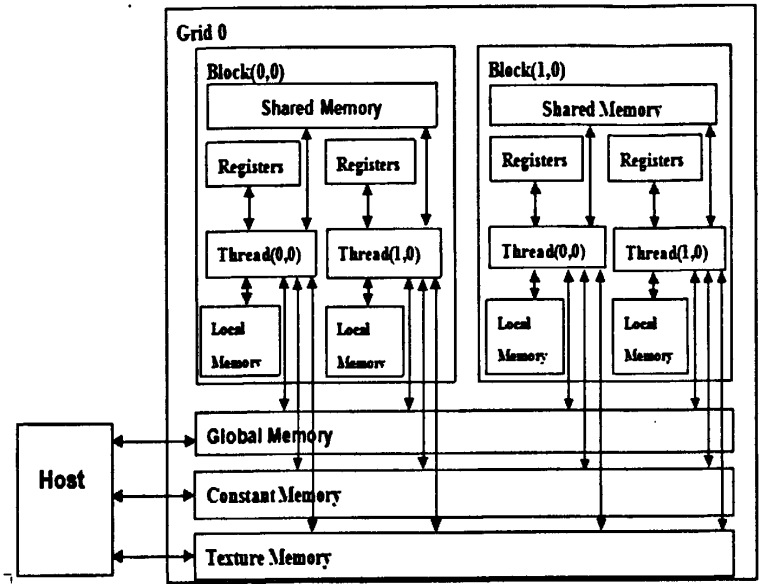 Grid 0
Block(0,0)
Shared Memory
Registers
Registers
Thread(0,0)
Thread(1,0)
Local
Memory
Local
Memory
Block(1,0)
Shared Memory
Registers
Registers
Thread(0,0)
Thread(1,0)
Local
Memory
Local
Memory
Host
Global Memory
Constant Memory
Texture Memory